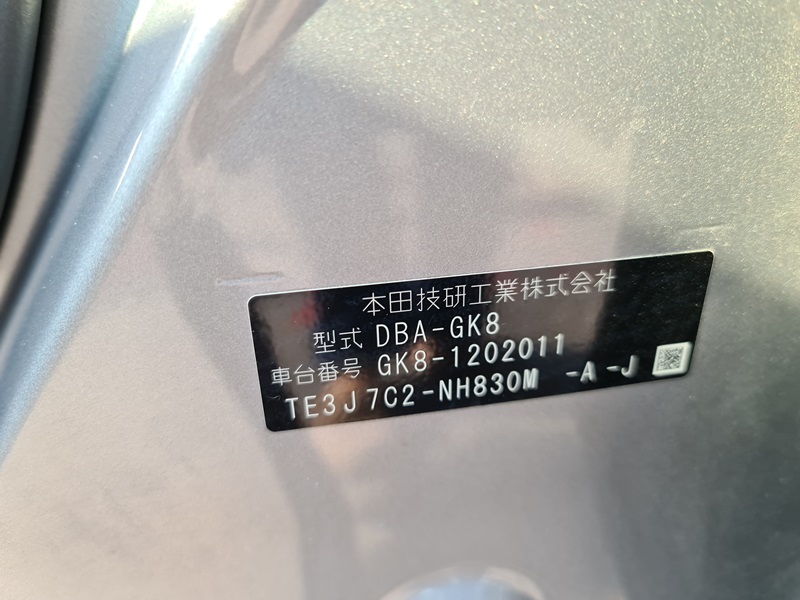 本田技研工業株式会社
型式 DBA-GK8
車台番号 GK8-1202011
TE3J7C2-NH830M -A -J